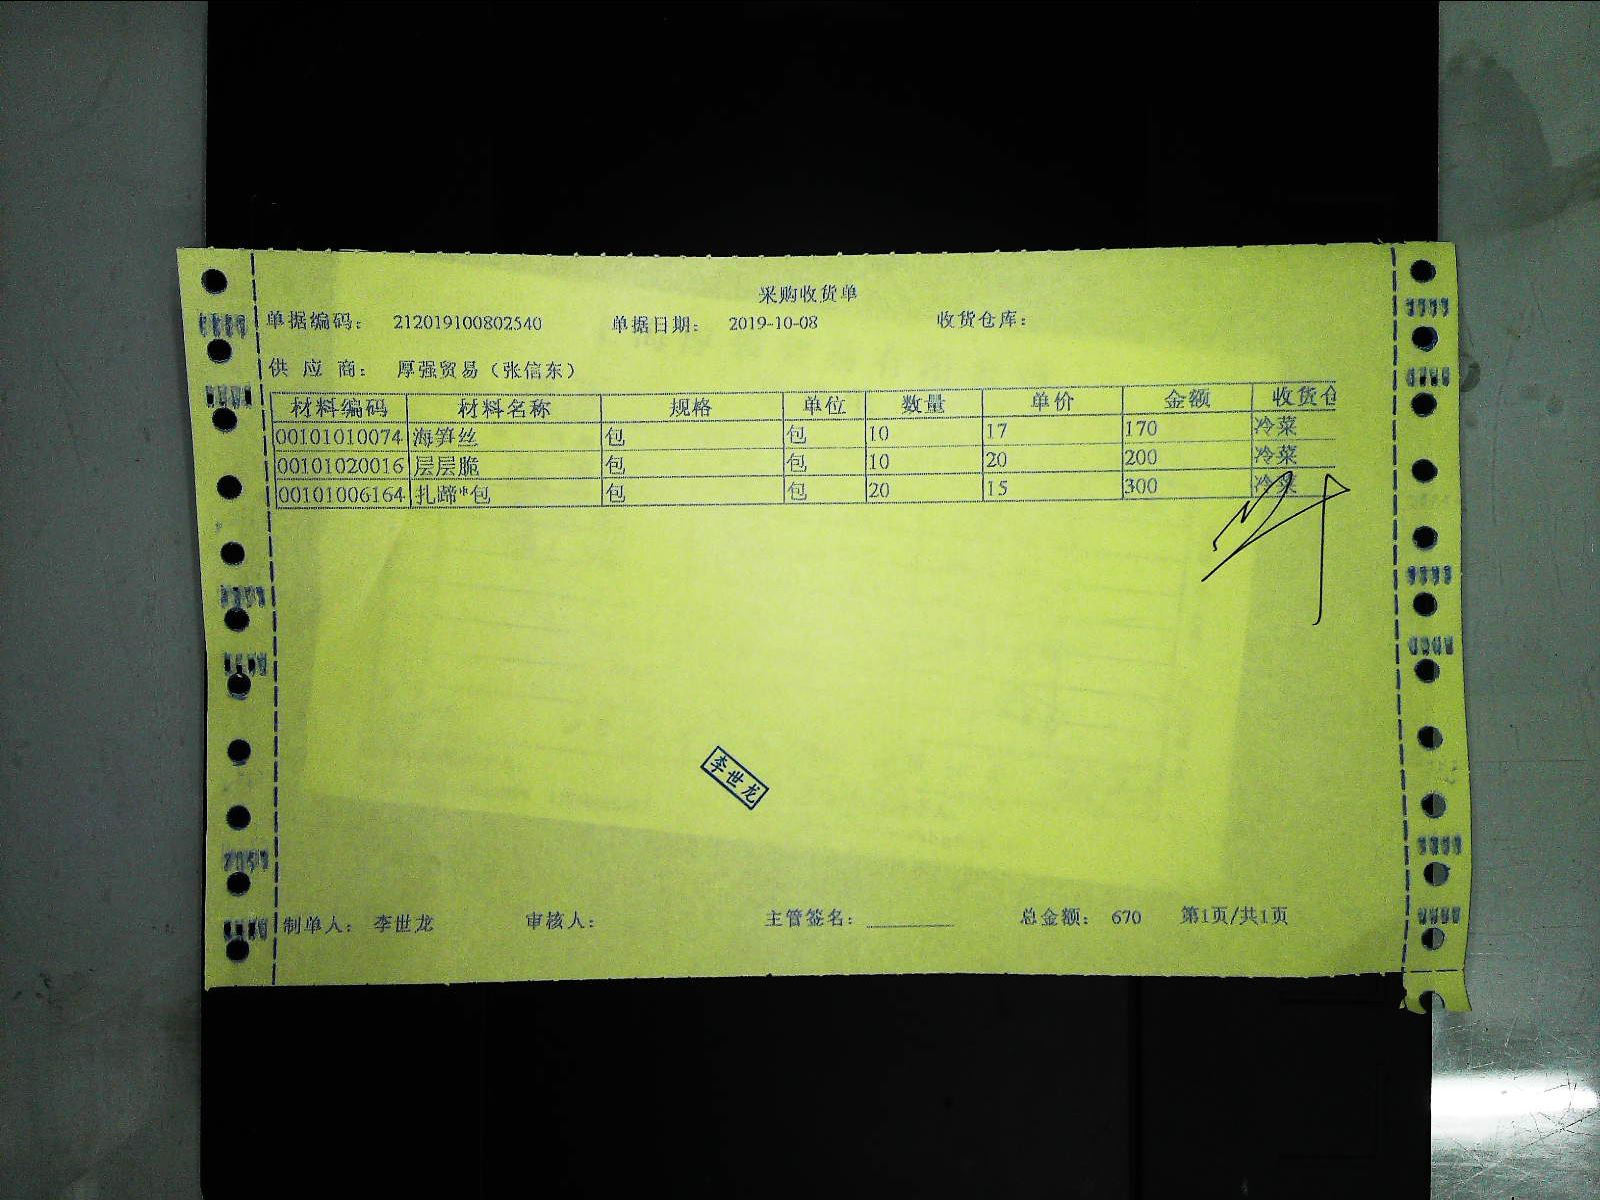 采购收货单
单据编码: 212019100802540 单据日期: 2019-10-08 收货仓库:
供 应 商: 厚强贸易（张信东）
材料编码 材料名称 规格 单位 数量 单价 金额 收货仓
00101010074 海笋丝 包 包 10 17 170 冷菜
00101020016 层层脆 包 包 10 20 200 冷菜
00101006164 扎蹄*包 包 包 20 15 300 冷菜
李世龙
制单人: 李世龙 审核人: 主管签名: 总金额: 670 第1页/共1页